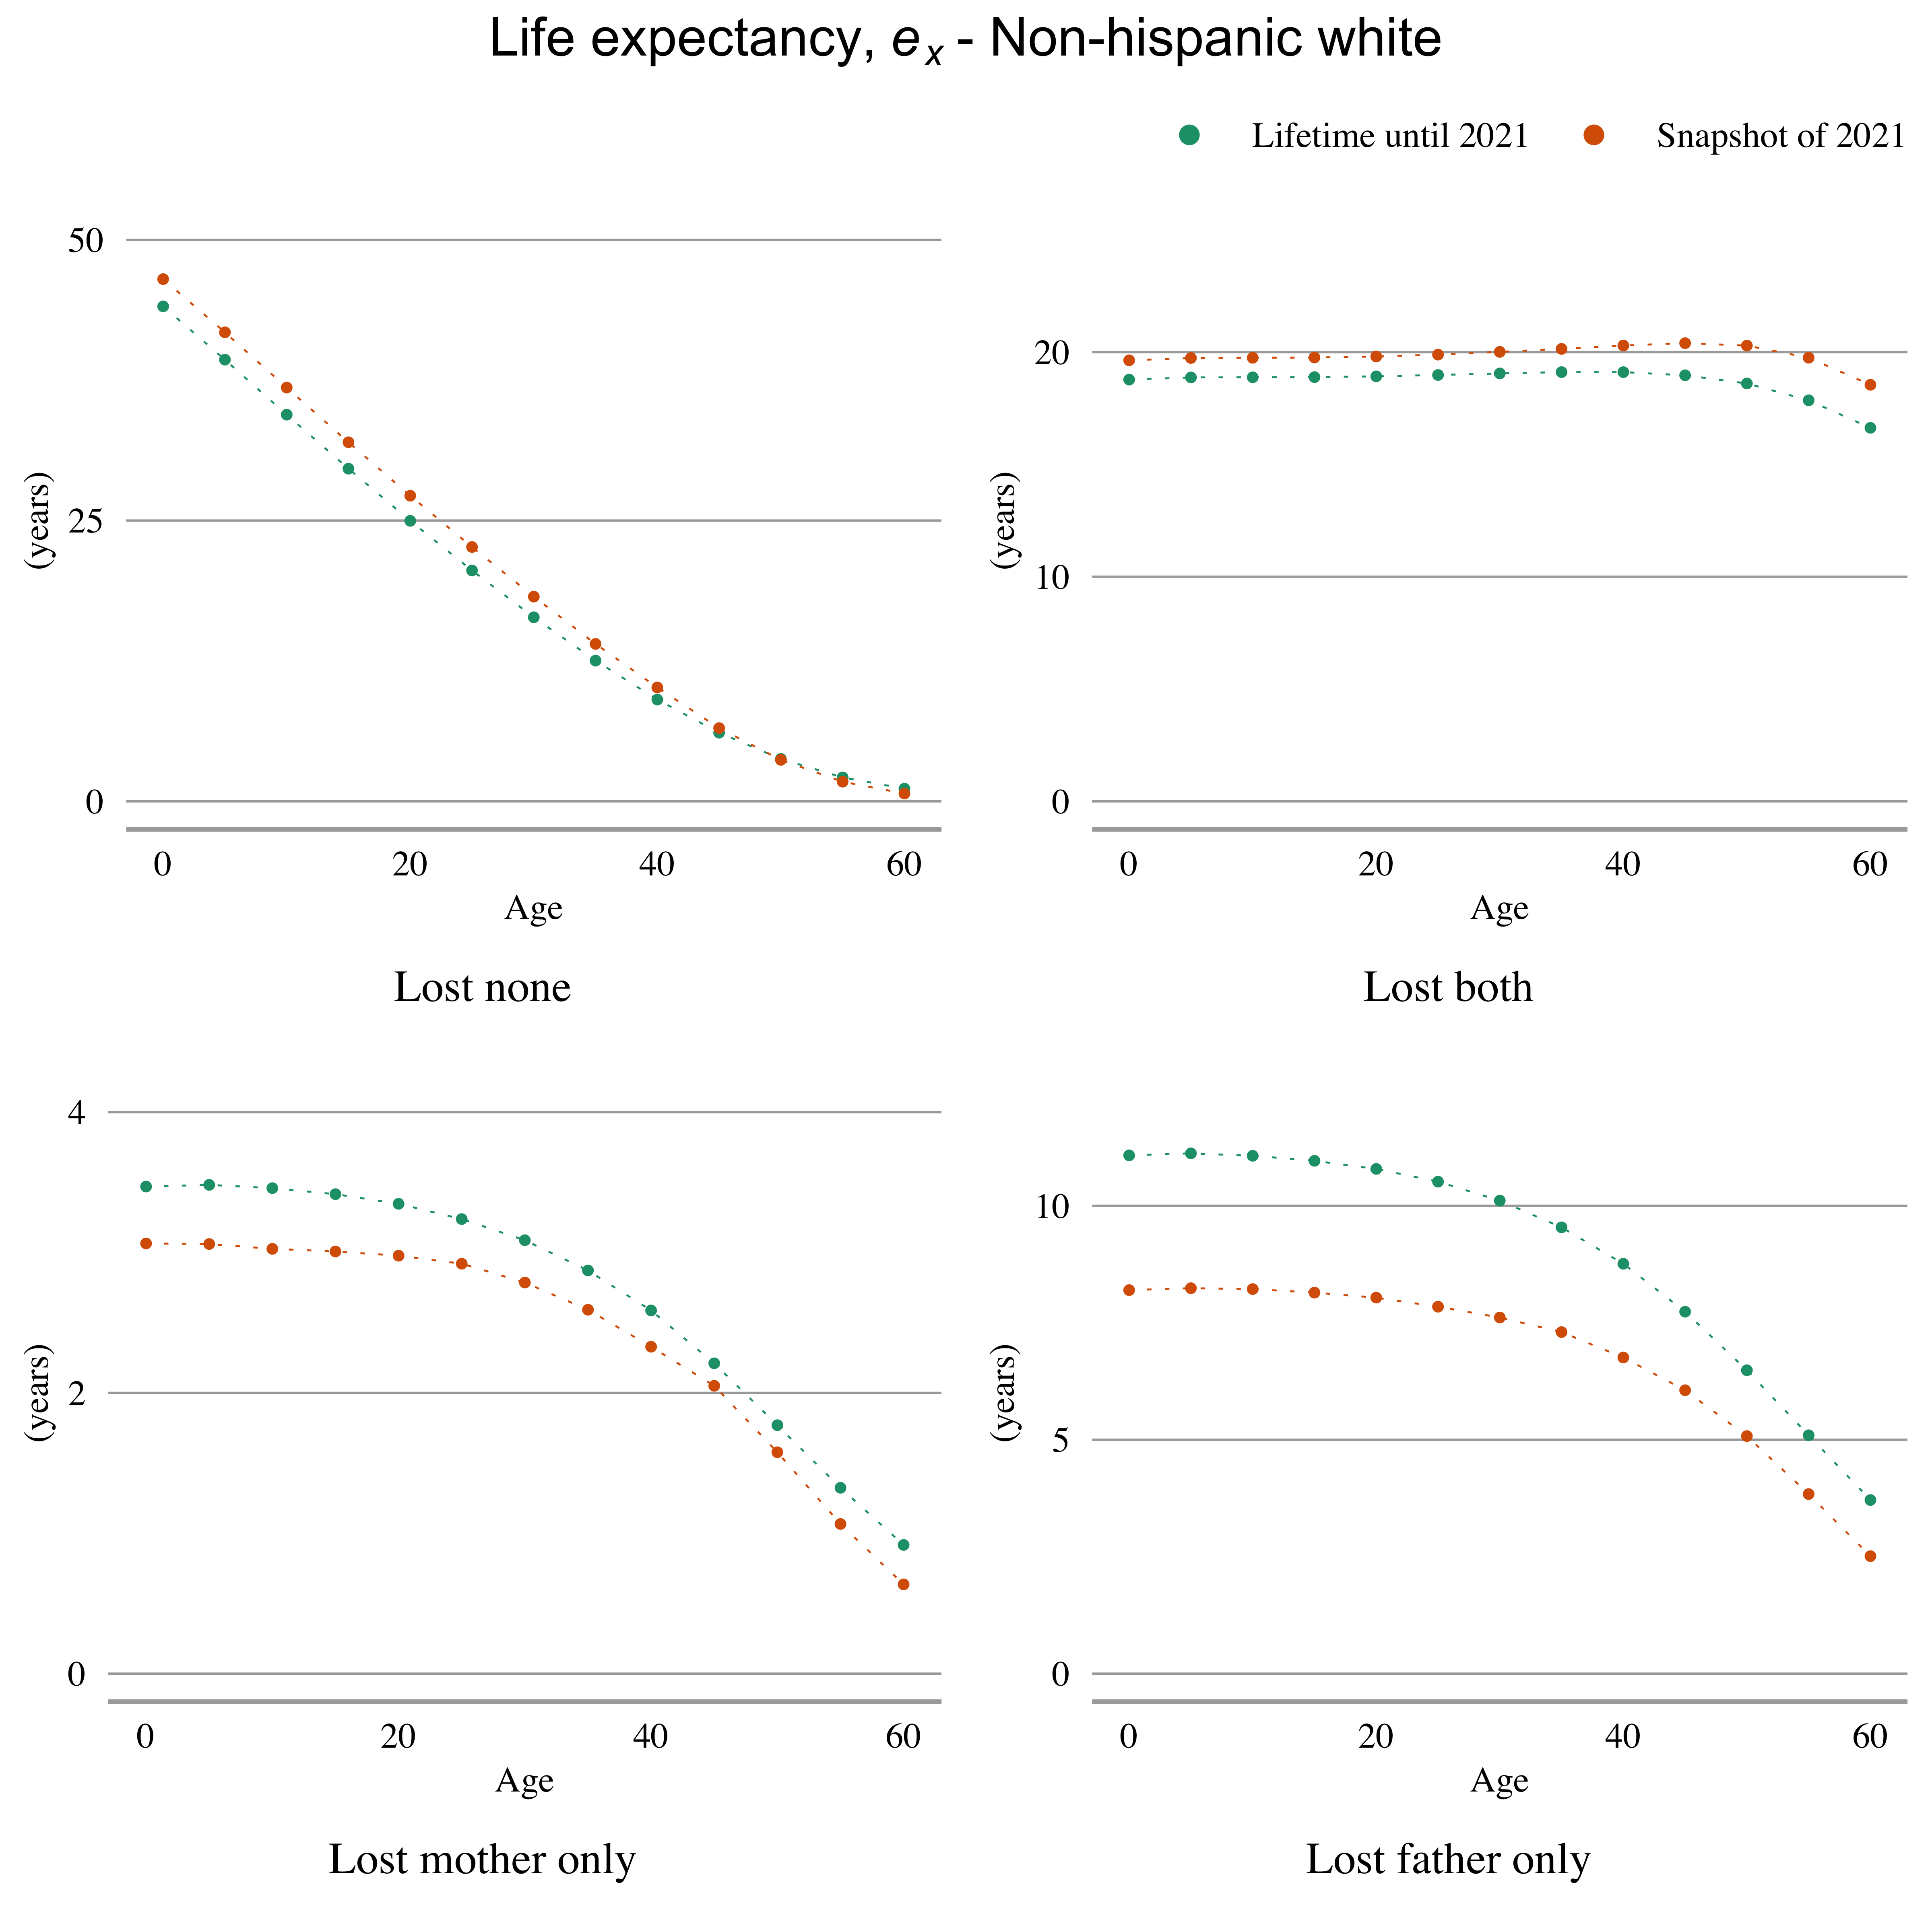 Life expectancy, ex - Non-hispanic white
Lifetime until 2021 Snapshot of 2021
50
25
0
(years)
0 20 40 60
Age
Lost none
20
10
0
(years)
0 20 40 60
Age
Lost both
4
2
0
(years)
0 20 40 60
Age
Lost mother only
10
5
0
(years)
0 20 40 60
Age
Lost father only